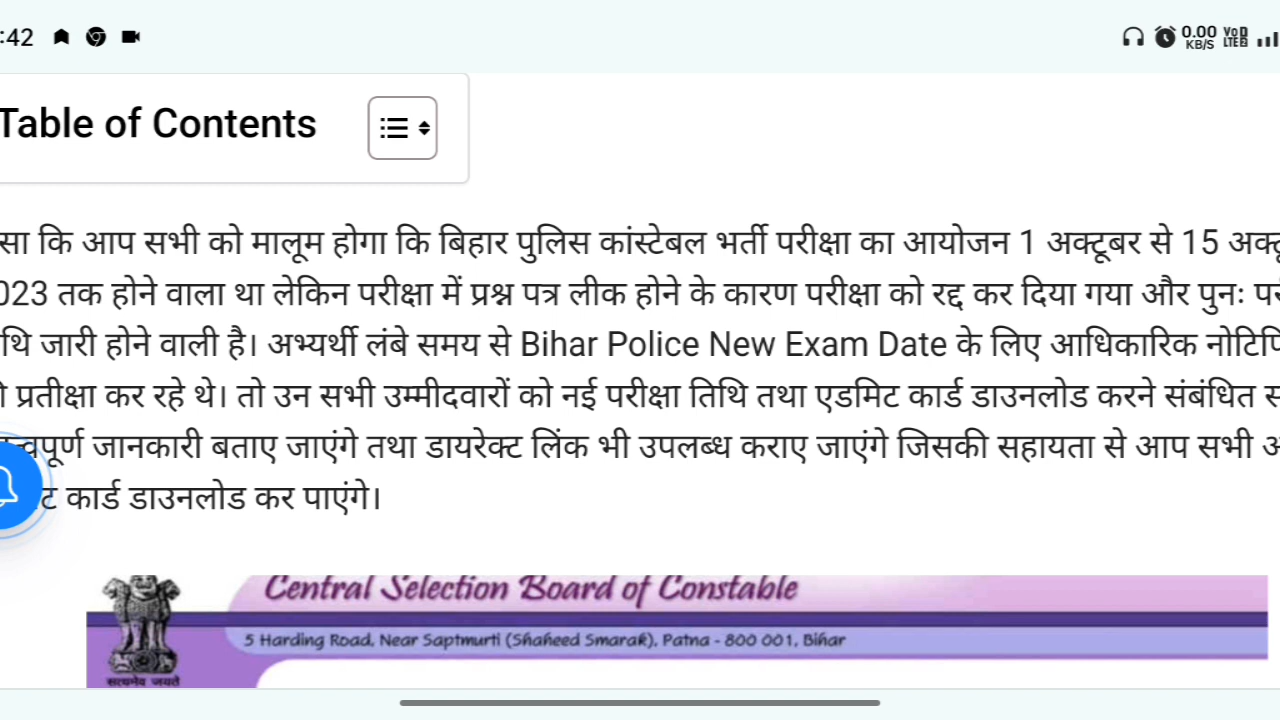 :42 0.00 KB/S VoD LTE2
Table of Contents
सा कि आप सभी को मालूम होगा कि बिहार पुलिस कांस्टेबल भर्ती परीक्षा का आयोजन 1 अक्टूबर से 15
023 तक होने वाला था लेकिन परीक्षा में प्रश्न पत्र लीक होने के कारण परीक्षा को रद्द कर दिया गया और पुनः
थि जारी होने वाली है। अभ्यर्थी लंबे समय से Bihar Police New Exam Date के लिए आधिकारिक
प्रतीक्षा कर रहे थे। तो उन सभी उम्मीदवारों को नई परीक्षा तिथि तथा एडमिट कार्ड डाउनलोड करने संबंधित
वपूर्ण जानकारी बताए जाएंगे तथा डायरेक्ट लिंक भी उपलब्ध कराए जाएंगे जिसकी सहायता से आप सभी
ट कार्ड डाउनलोड कर पाएंगे।
Central Selection Board of Constable
5 Harding Road, Near Saptmurti (Shaheed Smarak), Patna - 800 001, Bihar
सत्यमेव जयते